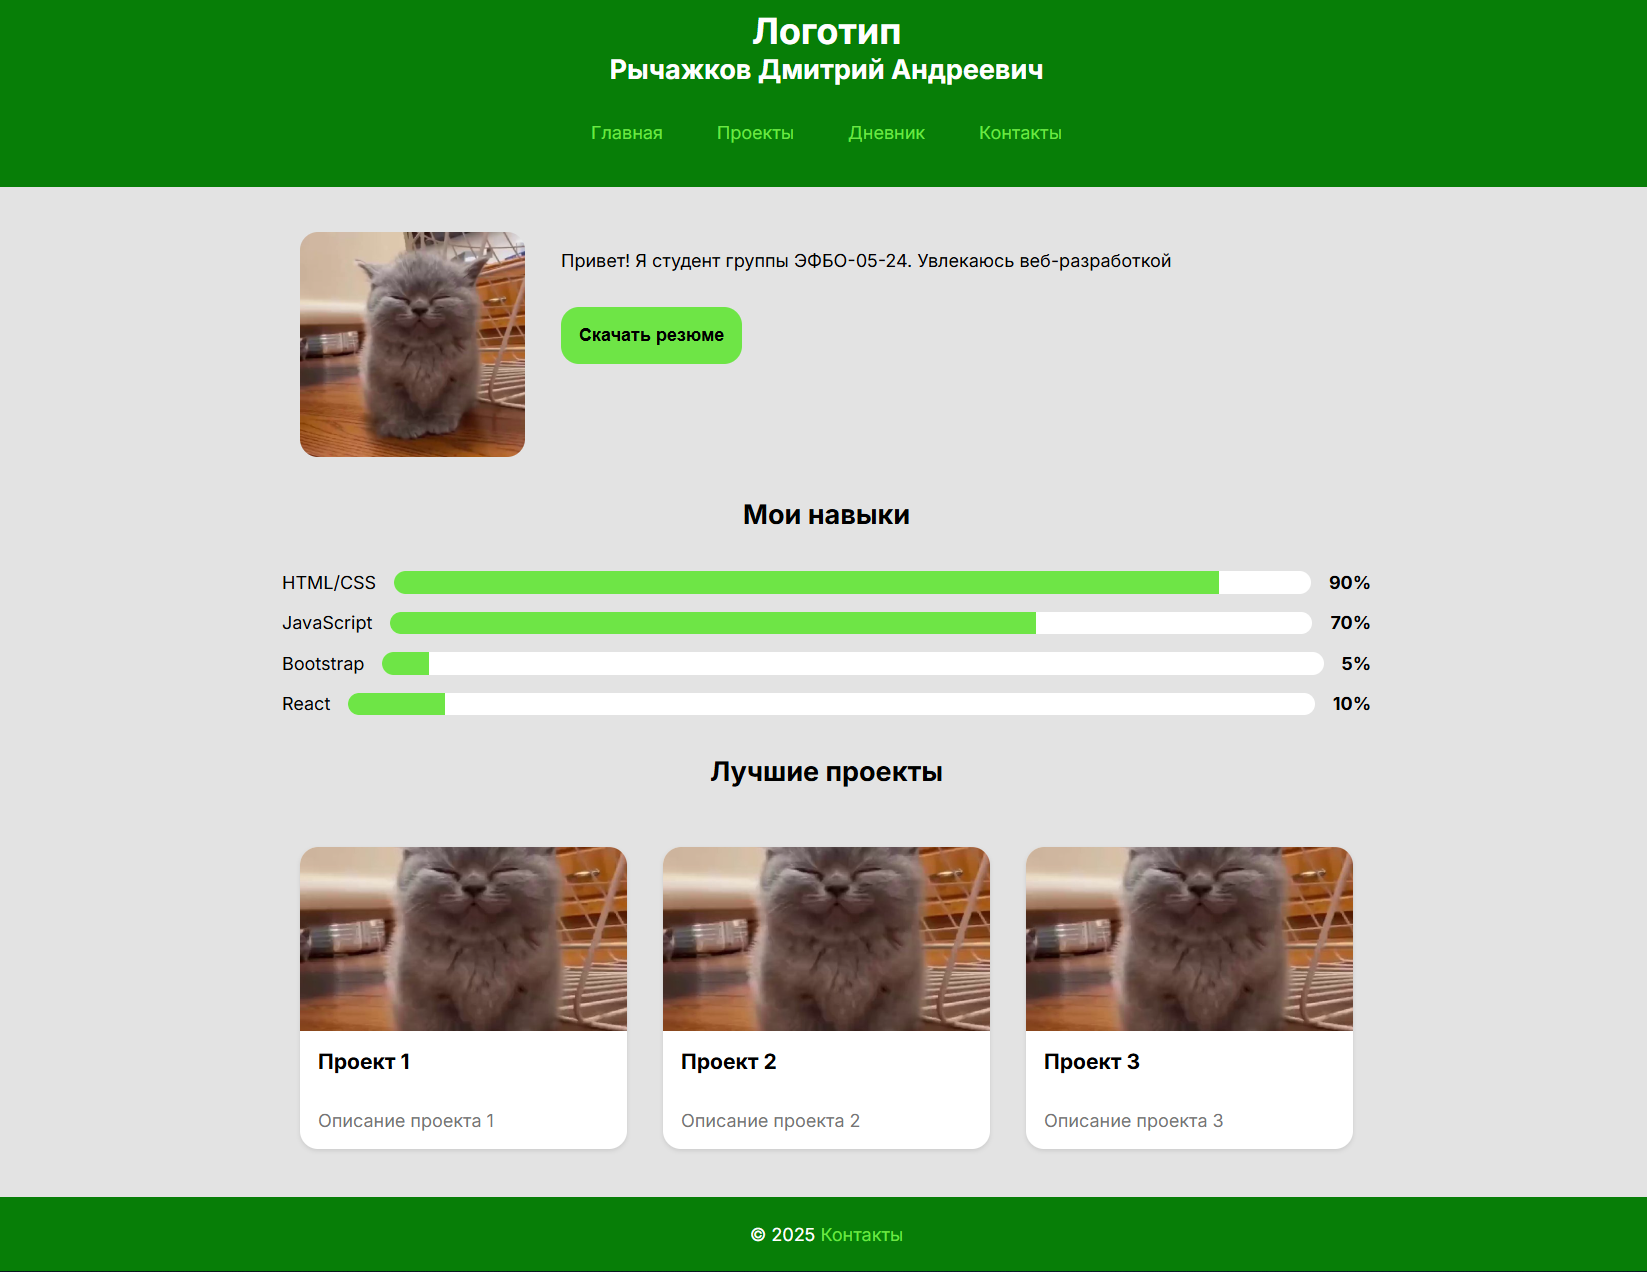 Логотип
Рычажков Дмитрий Андреевич
Главная Проекты Дневник Контакты
Привет! Я студент группы ЭФБО-05-24. Увлекаюсь веб-разработкой
Скачать резюме
Мои навыки
HTML/CSS 90%
JavaScript 70%
Bootstrap 5%
React 10%
Лучшие проекты
Проект 1
Описание проекта 1
Проект 2
Описание проекта 2
Проект 3
Описание проекта 3
© 2025 Контакты